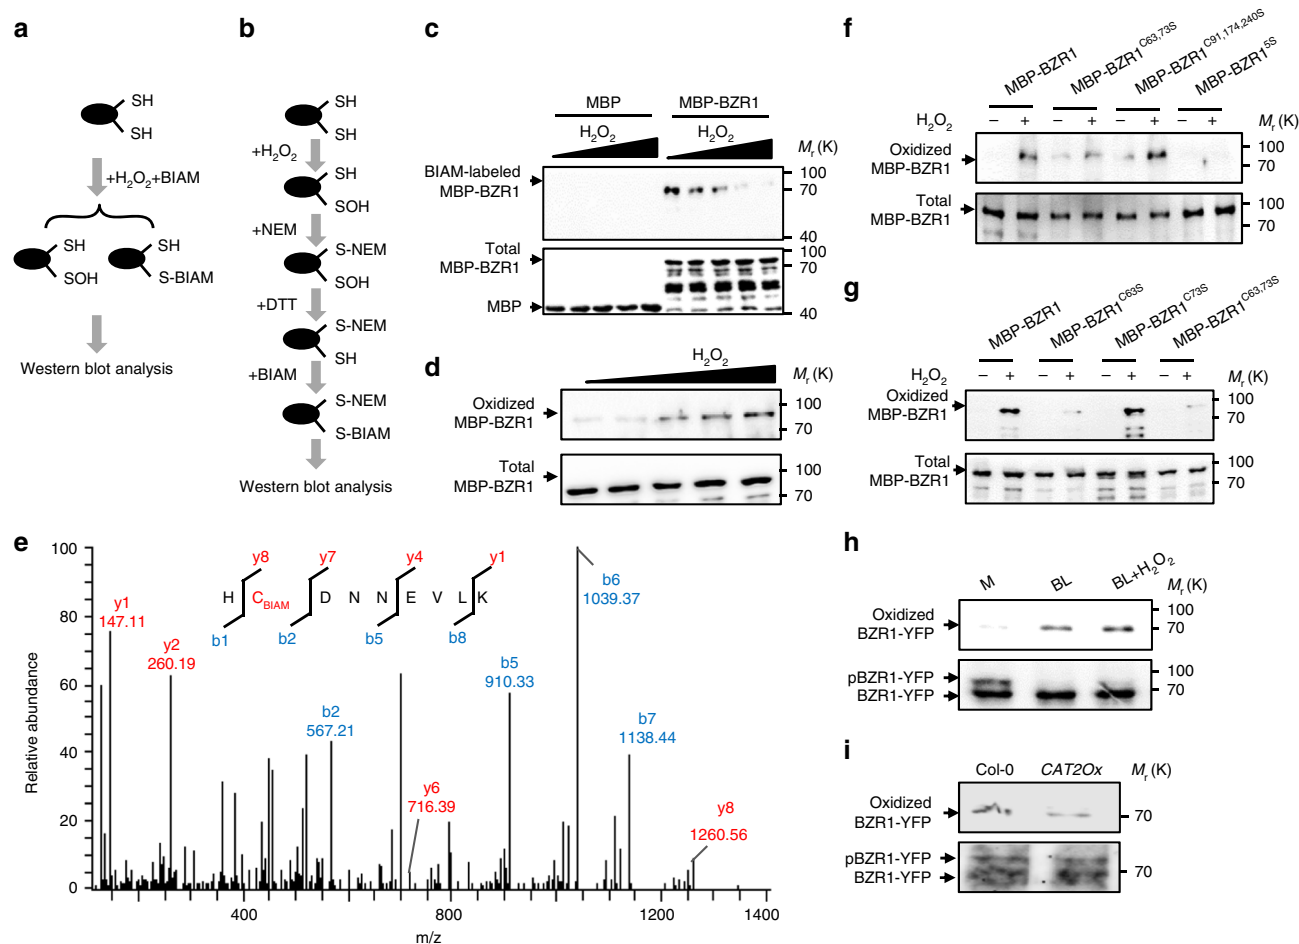 a
SH
SH
+H2O2+BIAM
SH
SOH
SH
S-BIAM
Western blot analysis
b
SH
SH
+H2O2
SH
SOH
+NEM
S-NEM
SOH
+DTT
S-NEM
SH
+BIAM
S-NEM
S-BIAM
Western blot analysis
c
MBP
MBP-BZR1
H2O2
H2O2
Mr (K)
BIAM-labeled
MBP-BZR1
100
70
40
Total
MBP-BZR1
MBP
100
70
40
d
H2O2
Mr (K)
Oxidized
MBP-BZR1
100
70
Total
MBP-BZR1
100
70
e
Relative abundance
100
80
60
40
20
0
400
800
1200
1400
m/z
y8
y7
y4
y1
H CBIAM D N N E V L K
b1
b2
b5
b8
y1
147.11
y2
260.19
b2
567.21
y6
716.39
b5
910.33
b6
1039.37
b7
1138.44
y8
1260.56
f
MBP-BZR1
MBP-BZR1C63,73S
MBP-BZR1C91,174,240S
MBP-BZR15S
H2O2
– + – + – + – +
Mr (K)
Oxidized
MBP-BZR1
100
70
Total
MBP-BZR1
100
70
g
MBP-BZR1
MBP-BZR1C63S
MBP-BZR1C73S
MBP-BZR1C63,73S
H2O2
– + – + – + – +
Mr (K)
Oxidized
MBP-BZR1
100
70
Total
MBP-BZR1
100
70
h
M
BL
BL+H2O2
Mr (K)
Oxidized
BZR1-YFP
100
70
pBZR1-YFP
BZR1-YFP
100
70
i
Col-0
CAT2Ox
Mr (K)
Oxidized
BZR1-YFP
70
pBZR1-YFP
BZR1-YFP
70